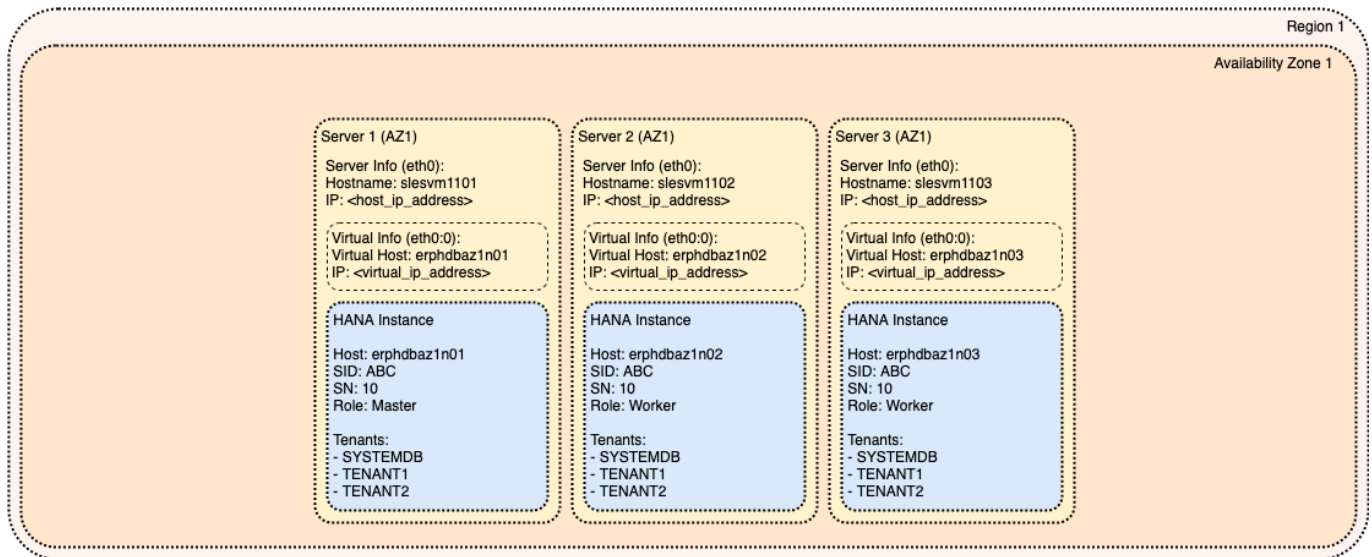 Region 1
Availability Zone 1
Server 1 (AZ1)
Server Info (eth0):
Hostname: slesvm1101
IP: <host_ip_address>
Virtual Info (eth0:0):
Virtual Host: erphdbaz1n01
IP: <virtual_ip_address>
HANA Instance
Host: erphdbaz1n01
SID: ABC
SN: 10
Role: Master
Tenants:
- SYSTEMDB
- TENANT1
- TENANT2
Server 2 (AZ1)
Server Info (eth0):
Hostname: slesvm1102
IP: <host_ip_address>
Virtual Info (eth0:0):
Virtual Host: erphdbaz1n02
IP: <virtual_ip_address>
HANA Instance
Host: erphdbaz1n02
SID: ABC
SN: 10
Role: Worker
Tenants:
- SYSTEMDB
- TENANT1
- TENANT2
Server 3 (AZ1)
Server Info (eth0):
Hostname: slesvm1103
IP: <host_ip_address>
Virtual Info (eth0:0):
Virtual Host: erphdbaz1n03
IP: <virtual_ip_address>
HANA Instance
Host: erphdbaz1n03
SID: ABC
SN: 10
Role: Worker
Tenants:
- SYSTEMDB
- TENANT1
- TENANT2